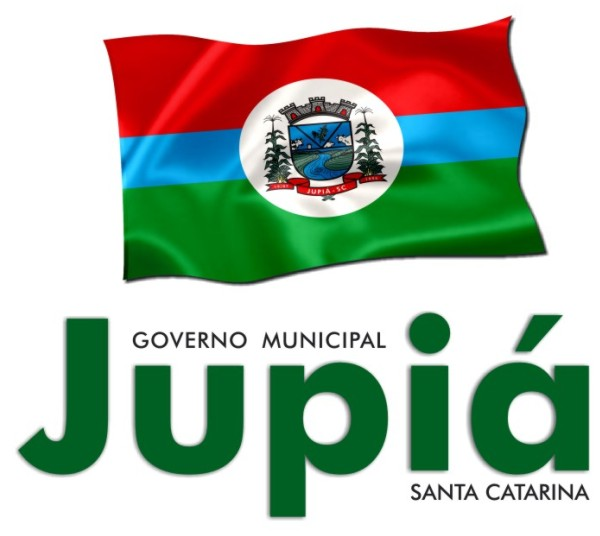 JUPIÁ - SC
GOVERNO MUNICIPAL
Jupiá
SANTA CATARINA